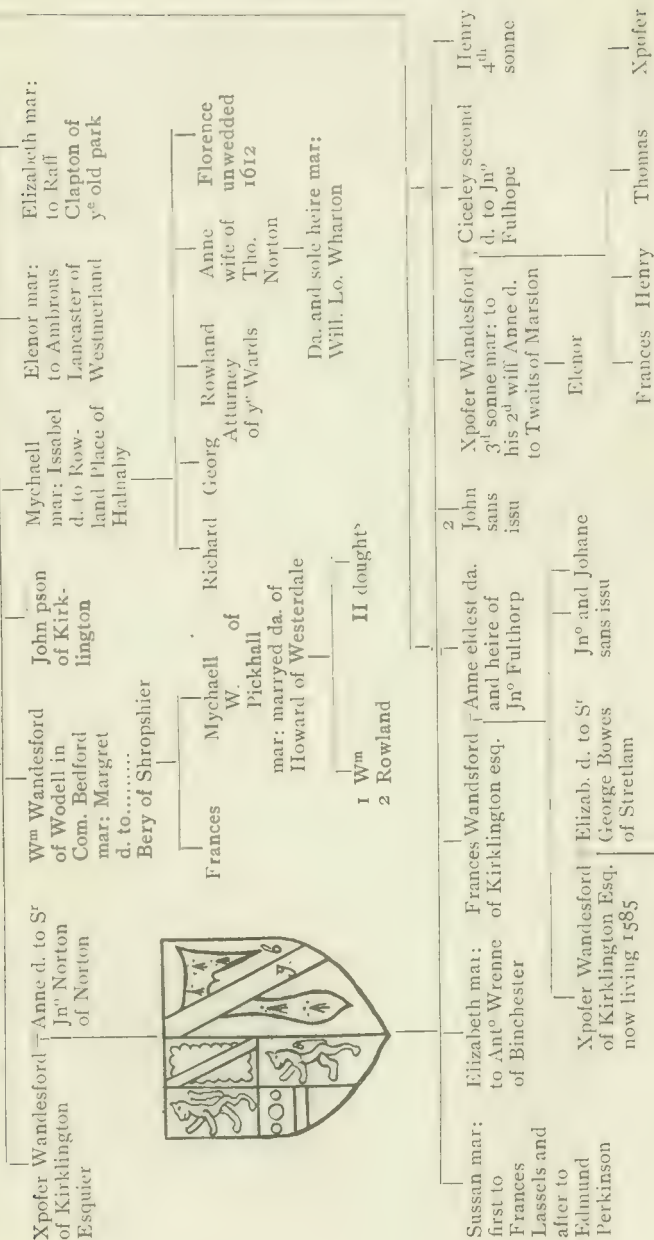 Xpofer Wandesford
of Kirklington
Esquier
Anne d. to Sr
Jno Norton
of Norton
Wm Wandesford
of Wodell in
Com. Bedford
mar: Margret
d. to.........
Bery of Shropshier
John pson
of Kirk-
lington
Mychaell
mar: Issabel
d. to Row-
land Place of
Halnaby
Elenor mar:
to Ambrous
Lancaster of
Westmerland
Elizabeth mar:
to Raff
Clapton of
ye old park
Frances
Mychaell
W. of
Pickhall
mar: marryed da. of
Howard of Westerdale
Richard
Georg
Rowland
Atturney
of ye Wards
Anne
wife of
Tho.
Norton
Florence
unwedded
1612
Da. and sole heire mar:
Will. Lo. Wharton
1 Wm
2 Rowland
II dought
Sussan mar:
first to
Frances
Lassels and
after to
Edmund
Perkinson
Elizabeth mar:
to Anto Wrenne
of Binchester
Frances Wandsford
of Kirklington esq.
Anne eldest da.
and heire of
Jno Fulthorp
2
John
sans
issu
Xpofer Wandesford
3rd sonne mar: to
his 2d wiff Anne d.
to Twaits of Marston
Ciceley second
d. to Jno
Fulhope
Henry
4th
sonne
Xpofer Wandesford
of Kirklington Esq.
now living 1585
Elizab. d. to Sr
George Bowes
of Stretlam
Jno and Johane
sans issu
Elenor
Frances
Henry
Thomas
Xpofer